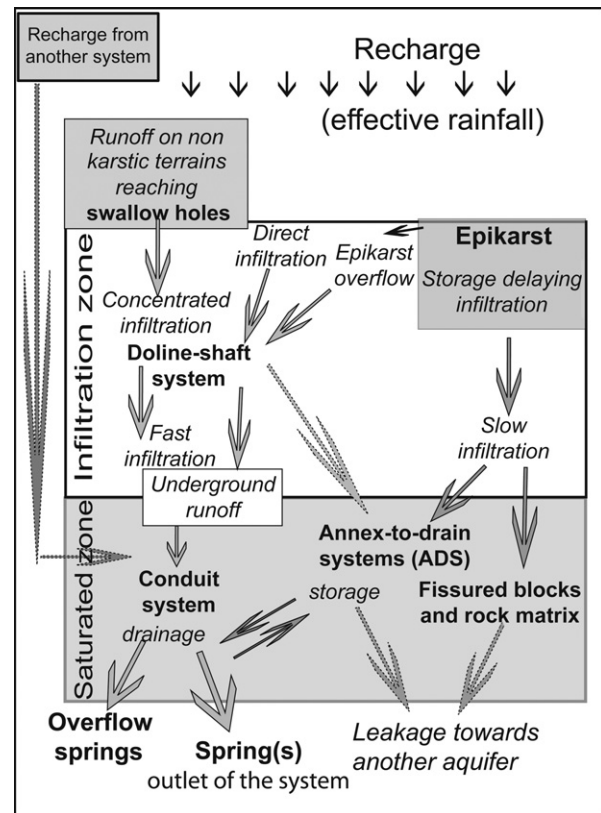 Recharge from
another system
Recharge
(effective rainfall)
Runoff on non
karstic terrains
reaching
swallow holes
Infiltration zone
Direct
infiltration
Epikarst
overflow
Epikarst
Storage delaying
infiltration
Concentrated
infiltration
Doline-shaft
system
Fast
infiltration
Slow
infiltration
Underground
runoff
Saturated zone
Annex-to-drain
systems (ADS)
storage
Conduit
system
drainage
Fissured blocks
and rock matrix
Overflow
springs
Spring(s)
outlet of the system
Leakage towards
another aquifer